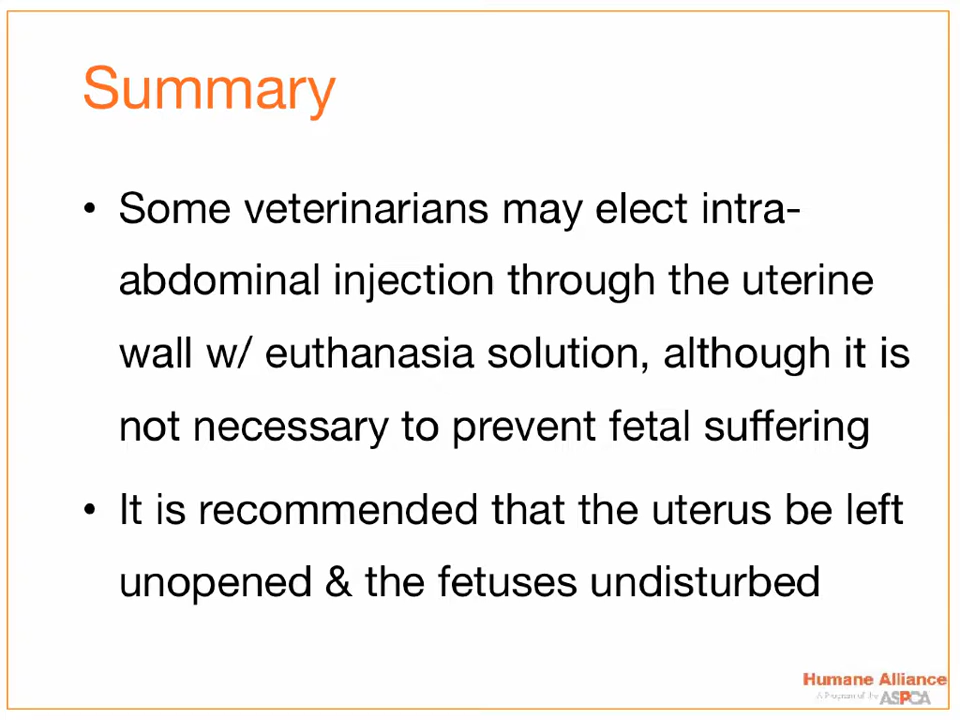 Summary
• Some veterinarians may elect intra-
abdominal injection through the uterine
wall w/ euthanasia solution, although it is
not necessary to prevent fetal suffering
• It is recommended that the uterus be left
unopened & the fetuses undisturbed
Humane Alliance
A Program of the ASPCA